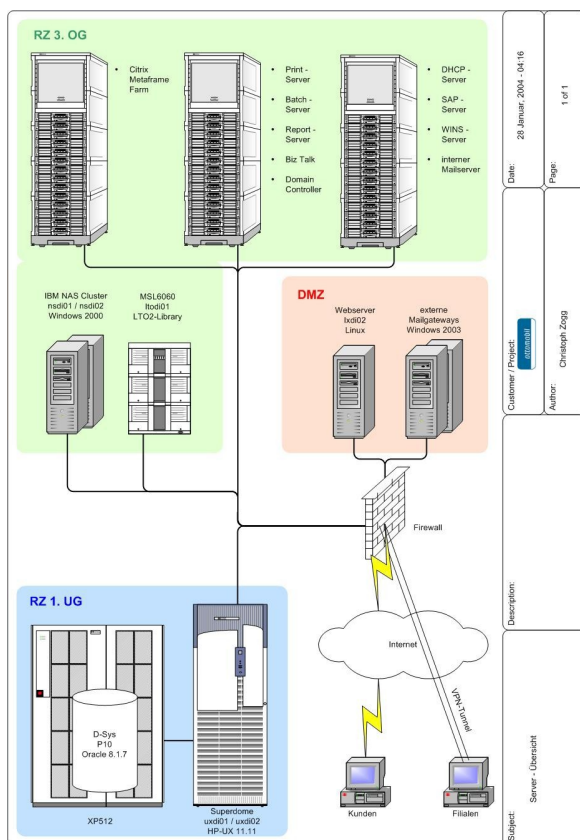 RZ 3. OG
• Citrix
Metaframe
Farm
• Print -
Server
• Batch -
Server
• Report -
Server
• Biz Talk
• Domain
Controller
• DHCP -
Server
• SAP -
Server
• WINS -
Server
• interner
Mailserver
IBM NAS Cluster
nsdi01 / nsdi02
Windows 2000
MSL6060
ltodi01
LTO2-Library
DMZ
Webserver
lxdi02
Linux
externe
Mailgateways
Windows 2003
Firewall
RZ 1. UG
D-Sys
P10
Oracle 8.1.7
XP512
Superdome
uxdi01 / uxdi02
HP-UX 11.11
Internet
VPN-Tunnel
Kunden
Filialen
Date:
28 Januar, 2004 - 04:16
Page:
1 of 1
Customer / Project:
ottomobil
Author:
Christoph Zogg
Description:
Subject:
Server - Übersicht